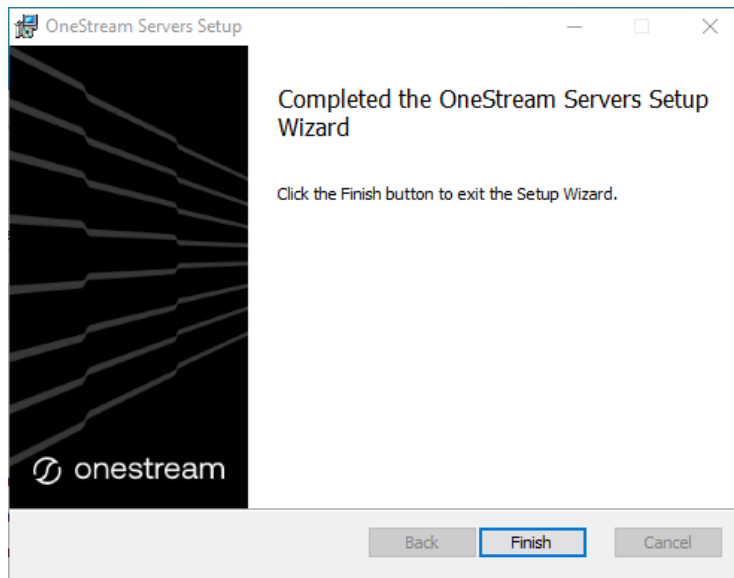 OneStream Servers Setup
Completed the OneStream Servers Setup
Wizard
Click the Finish button to exit the Setup Wizard.
onestream
Back
Finish
Cancel